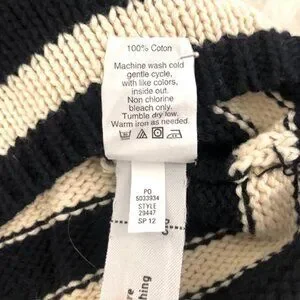 100% Coton
Machine wash cold
gentle cycle,
with like colors,
inside out.
Non chlorine
bleach only.
Tumble dry low.
Warm iron as needed.
PO
5033934
STYLE
29447
SP 12